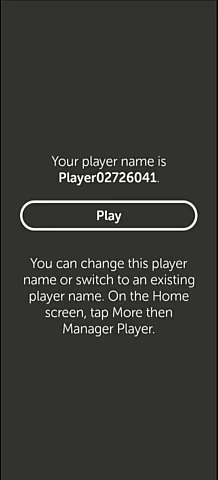 Your player name is
Player02726041.
Play
You can change this player
name or switch to an existing
player name. On the Home
screen, tap More then
Manager Player.